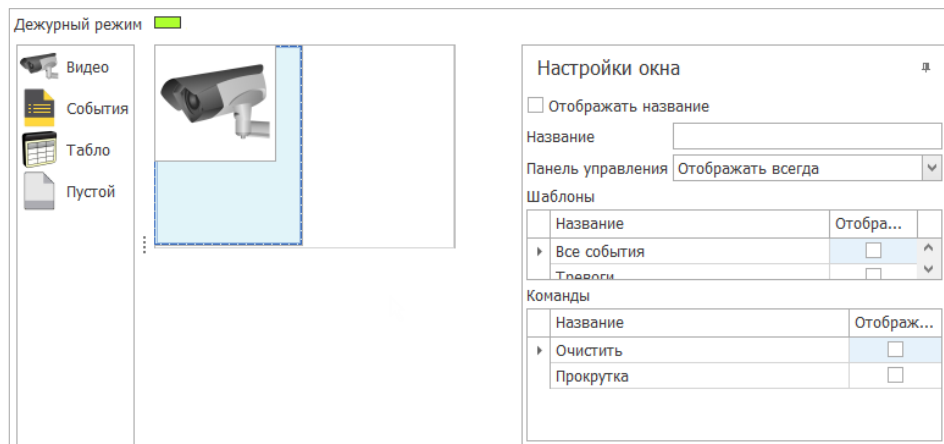 Дежурный режим
Видео
События
Табло
Пустой
Настройки окна
Отображать название
Название
Панель управления Отображать всегда
Шаблоны
Название Отобра...
Все события
Тревоги
Команды
Название Отображ...
Очистить
Прокрутка